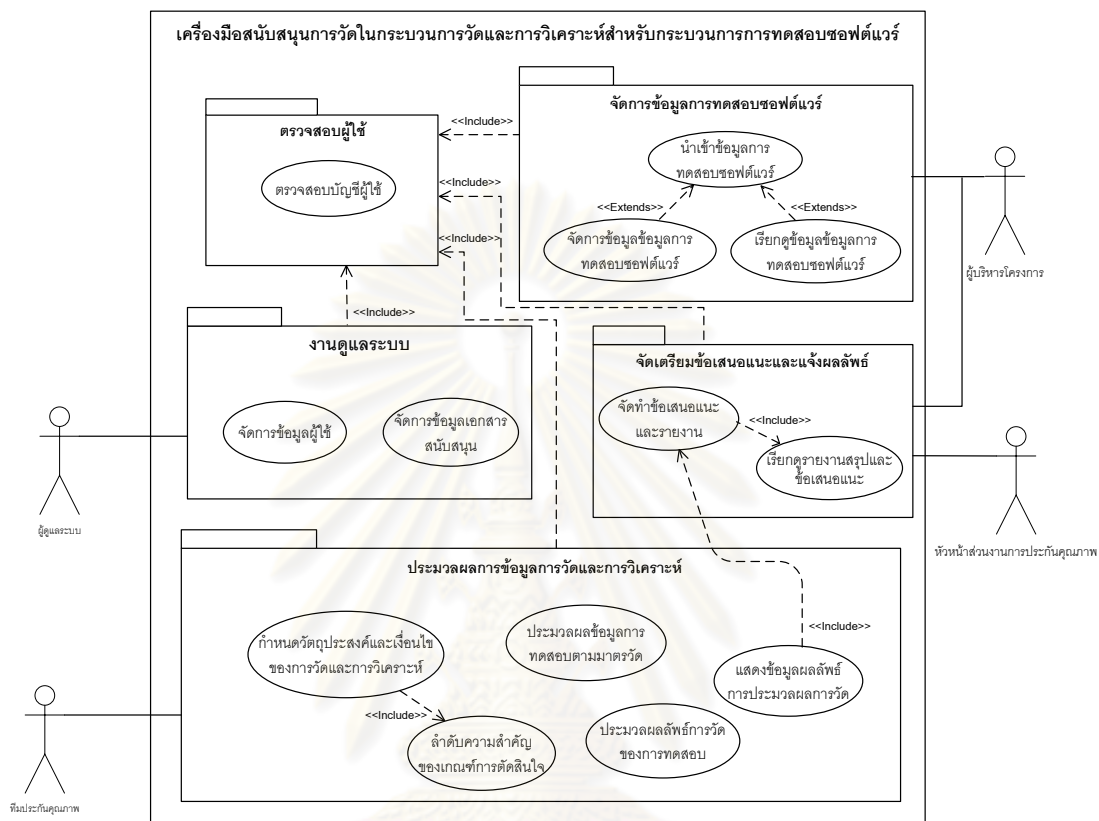 เครื่องมือสนับสนุนการวัดในกระบวนการวัดและการวิเคราะห์สำหรับกระบวนการการทดสอบซอฟต์แวร์
จัดการข้อมูลการทดสอบซอฟต์แวร์
ตรวจสอบผู้ใช้
<<Include>>
นำเข้าข้อมูลการ
ทดสอบซอฟต์แวร์
ตรวจสอบบัญชีผู้ใช้
<<Include>>
<<Extends>>
<<Extends>>
<<Include>>
จัดการข้อมูลข้อมูลการ
ทดสอบซอฟต์แวร์
เรียกดูข้อมูลข้อมูลการ
ทดสอบซอฟต์แวร์
ผู้บริหารโครงการ
<<Include>>
งานดูแลระบบ
จัดเตรียมข้อเสนอแนะและแจ้งผลลัพธ์
จัดการข้อมูลผู้ใช้
จัดการข้อมูลเอกสาร
สนับสนุน
จัดทำข้อเสนอแนะ
และรายงาน
<<Include>>
เรียกดูรายงานสรุปและ
ข้อเสนอแนะ
ผู้ดูแลระบบ
หัวหน้าส่วนงานการประกันคุณภาพ
ประมวลผลการข้อมูลการวัดและการวิเคราะห์
กำหนดวัตถุประสงค์และเงื่อนไข
ของการวัดและการวิเคราะห์
ประมวลผลข้อมูลการ
ทดสอบตามมาตรวัด
<<Include>>
แสดงข้อมูลผลลัพธ์
การประมวลผลการวัด
<<Include>>
ลำดับความสำคัญ
ของเกณฑ์การตัดสินใจ
ประมวลผลลัพธ์การวัด
ของการทดสอบ
ทีมประกันคุณภาพ